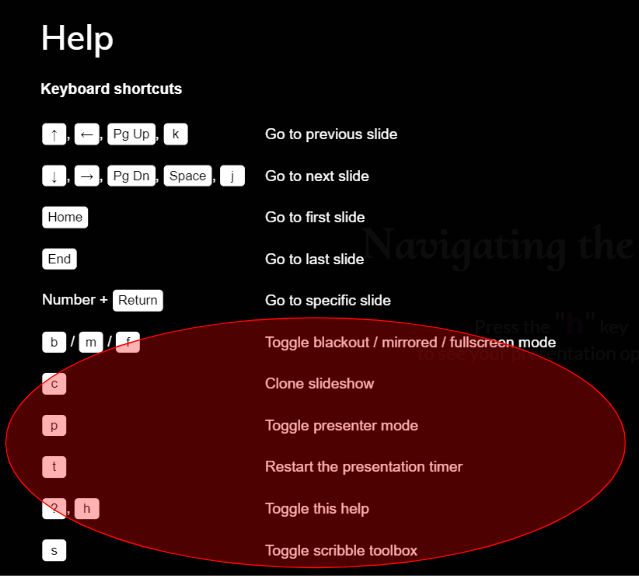 Help
Keyboard shortcuts
↑, ←, Pg Up, k Go to previous slide
↓, →, Pg Dn, Space, j Go to next slide
Home Go to first slide
Navigating the
End Go to last slide
Number + Return Go to specific slide
Press the "h" key
b / m / f Toggle blackout / mirrored / fullscreen mode
to see your presentation op
c Clone slideshow
p Toggle presenter mode
t Restart the presentation timer
?, h Toggle this help
s Toggle scribble toolbox